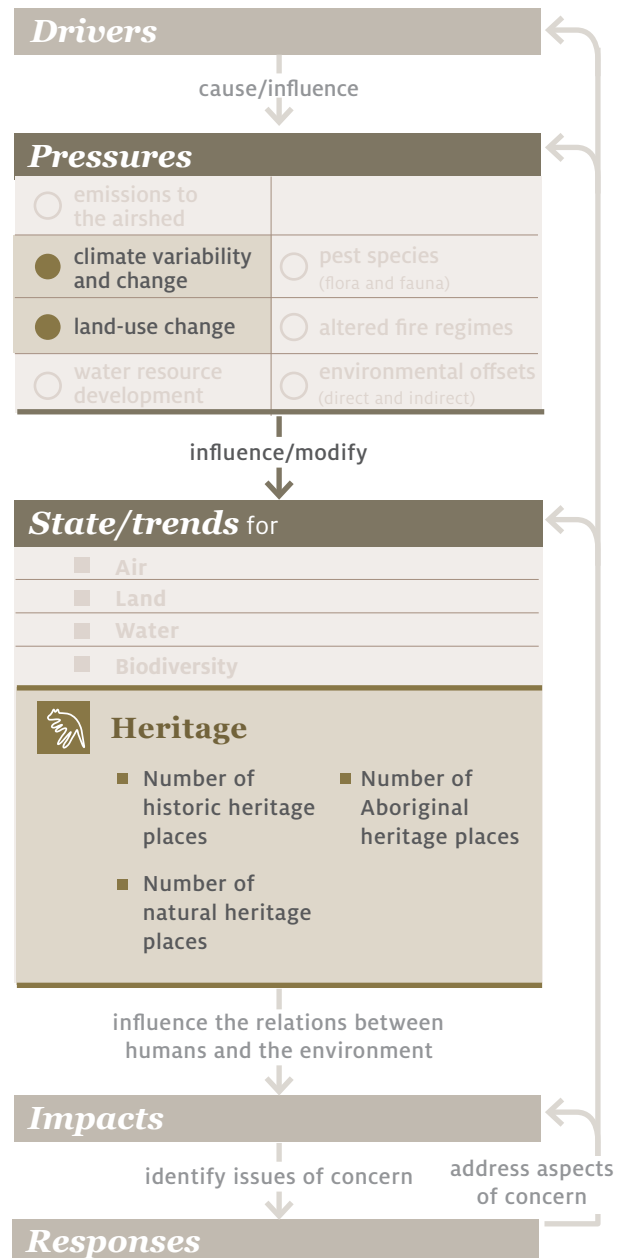 Drivers
cause/influence
Pressures
emissions to
the airshed
climate variability
and change
pest species
(flora and fauna)
land-use change
altered fire regimes
water resource
development
environmental offsets
(direct and indirect)
influence/modify
State/trends for
Air
Land
Water
Biodiversity
Heritage
Number of
historic heritage
places
Number of
Aboriginal
heritage places
Number of
natural heritage
places
influence the relations between
humans and the environment
Impacts
identify issues of concern
address aspects
of concern
Responses